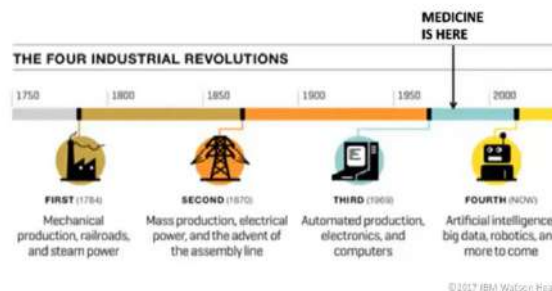 MEDICINE
IS HERE
THE FOUR INDUSTRIAL REVOLUTIONS
1750 1800 1850 1900 1950 2000
FIRST (1784)
Mechanical
production, railroads,
and steam power
SECOND (1870)
Mass production, electrical
power, and the advent of
the assembly line
THIRD (1969)
Automated production,
electronics, and
computers
FOURTH (NOW)
Artificial intelligence
big data, robotics, an
more to come
©2017 IBM Watson Hea